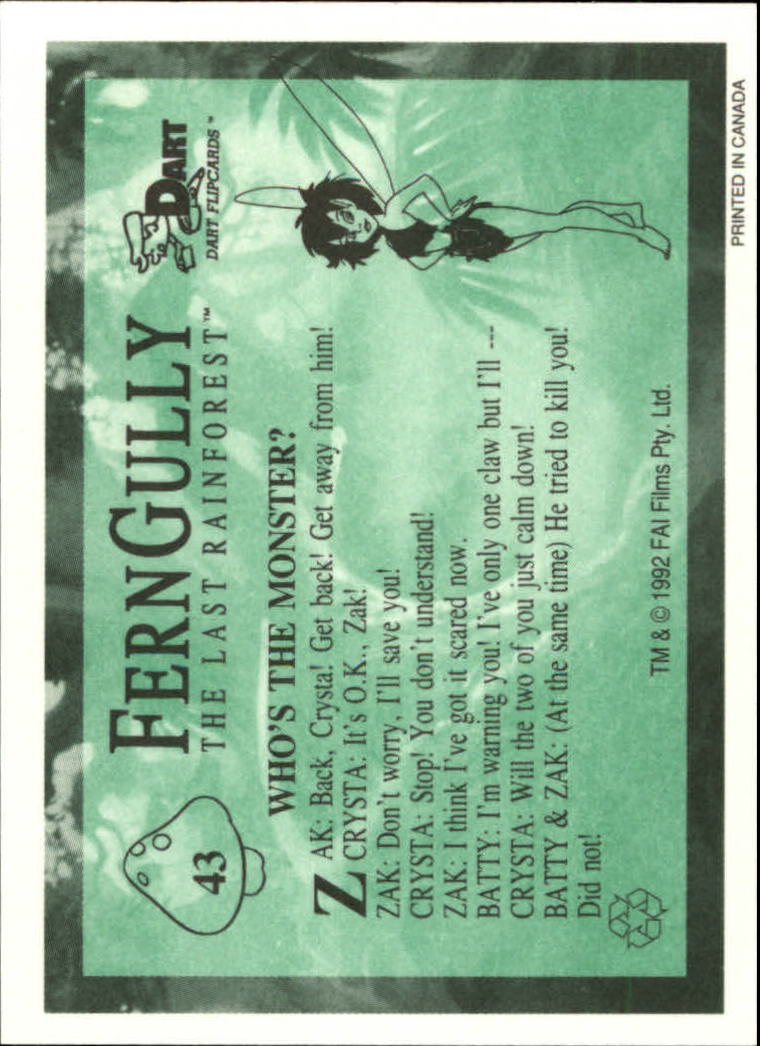 43
FERNGULLY
THE LAST RAINFOREST™
DART
DART FLIPCARDS™
WHO'S THE MONSTER?
ZAK: Back, Crysta! Get back! Get away from him!
CRYSTA: It's O.K., Zak!
ZAK: Don't worry, I'll save you!
CRYSTA: Stop! You don't understand!
ZAK: I think I've got it scared now.
BATTY: I'm warning you! I've only one claw but I'll ---
CRYSTA: Will the two of you just calm down!
BATTY & ZAK: (At the same time) He tried to kill you!
Did not!
TM & © 1992 FAI Films Pty. Ltd.
PRINTED IN CANADA